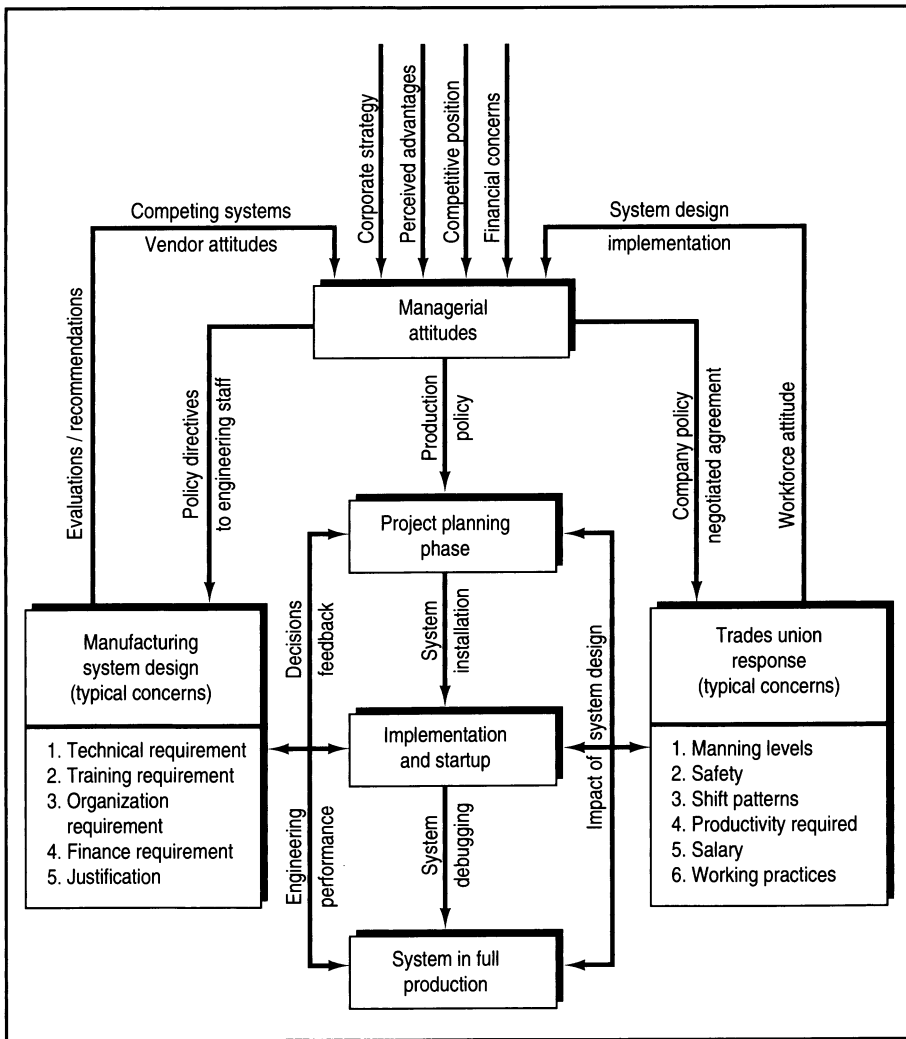 Corporate strategy
Perceived advantages
Competitive position
Financial concerns
Competing systems
Vendor attitudes
System design
implementation
Managerial
attitudes
Evaluations / recommendations
Policy directives
to engineering staff
Production
policy
Company policy
negotiated agreement
Workforce attitude
Project planning
phase
Decisions
feedback
System
installation
Impact of system design
Manufacturing
system design
(typical concerns)
1. Technical requirement
2. Training requirement
3. Organization
requirement
4. Finance requirement
5. Justification
Implementation
and startup
Trades union
response
(typical concerns)
1. Manning levels
2. Safety
3. Shift patterns
4. Productivity required
5. Salary
6. Working practices
Engineering
performance
System
debugging
System in full
production